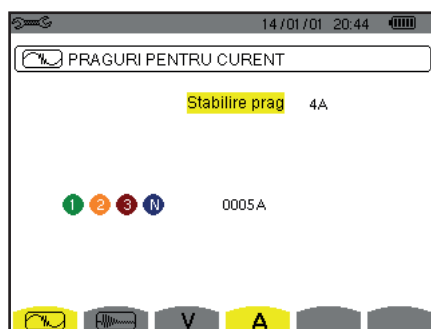 14/01/01 20:44
PRAGURI PENTRU CURENT
Stabilire prag 4A
1 2 3 N 0005A
V A